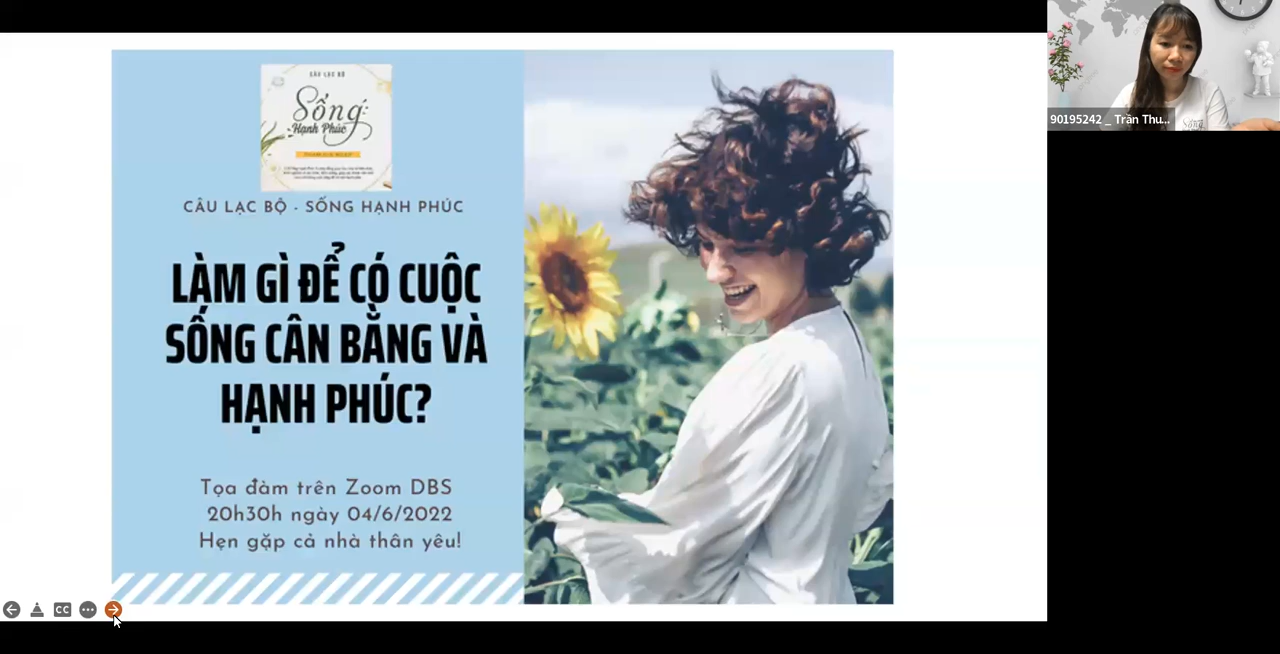 CÂU LẠC BỘ
Sống
Hạnh Phúc
CÂU LẠC BỘ - SỐNG HẠNH PHÚC
LÀM GÌ ĐỂ CÓ CUỘC
SỐNG CÂN BẰNG VÀ
HẠNH PHÚC?
Tọa đàm trên Zoom DBS
20h30h ngày 04/6/2022
Hẹn gặp cả nhà thân yêu!
CC
90195242 _ Trần Thu...